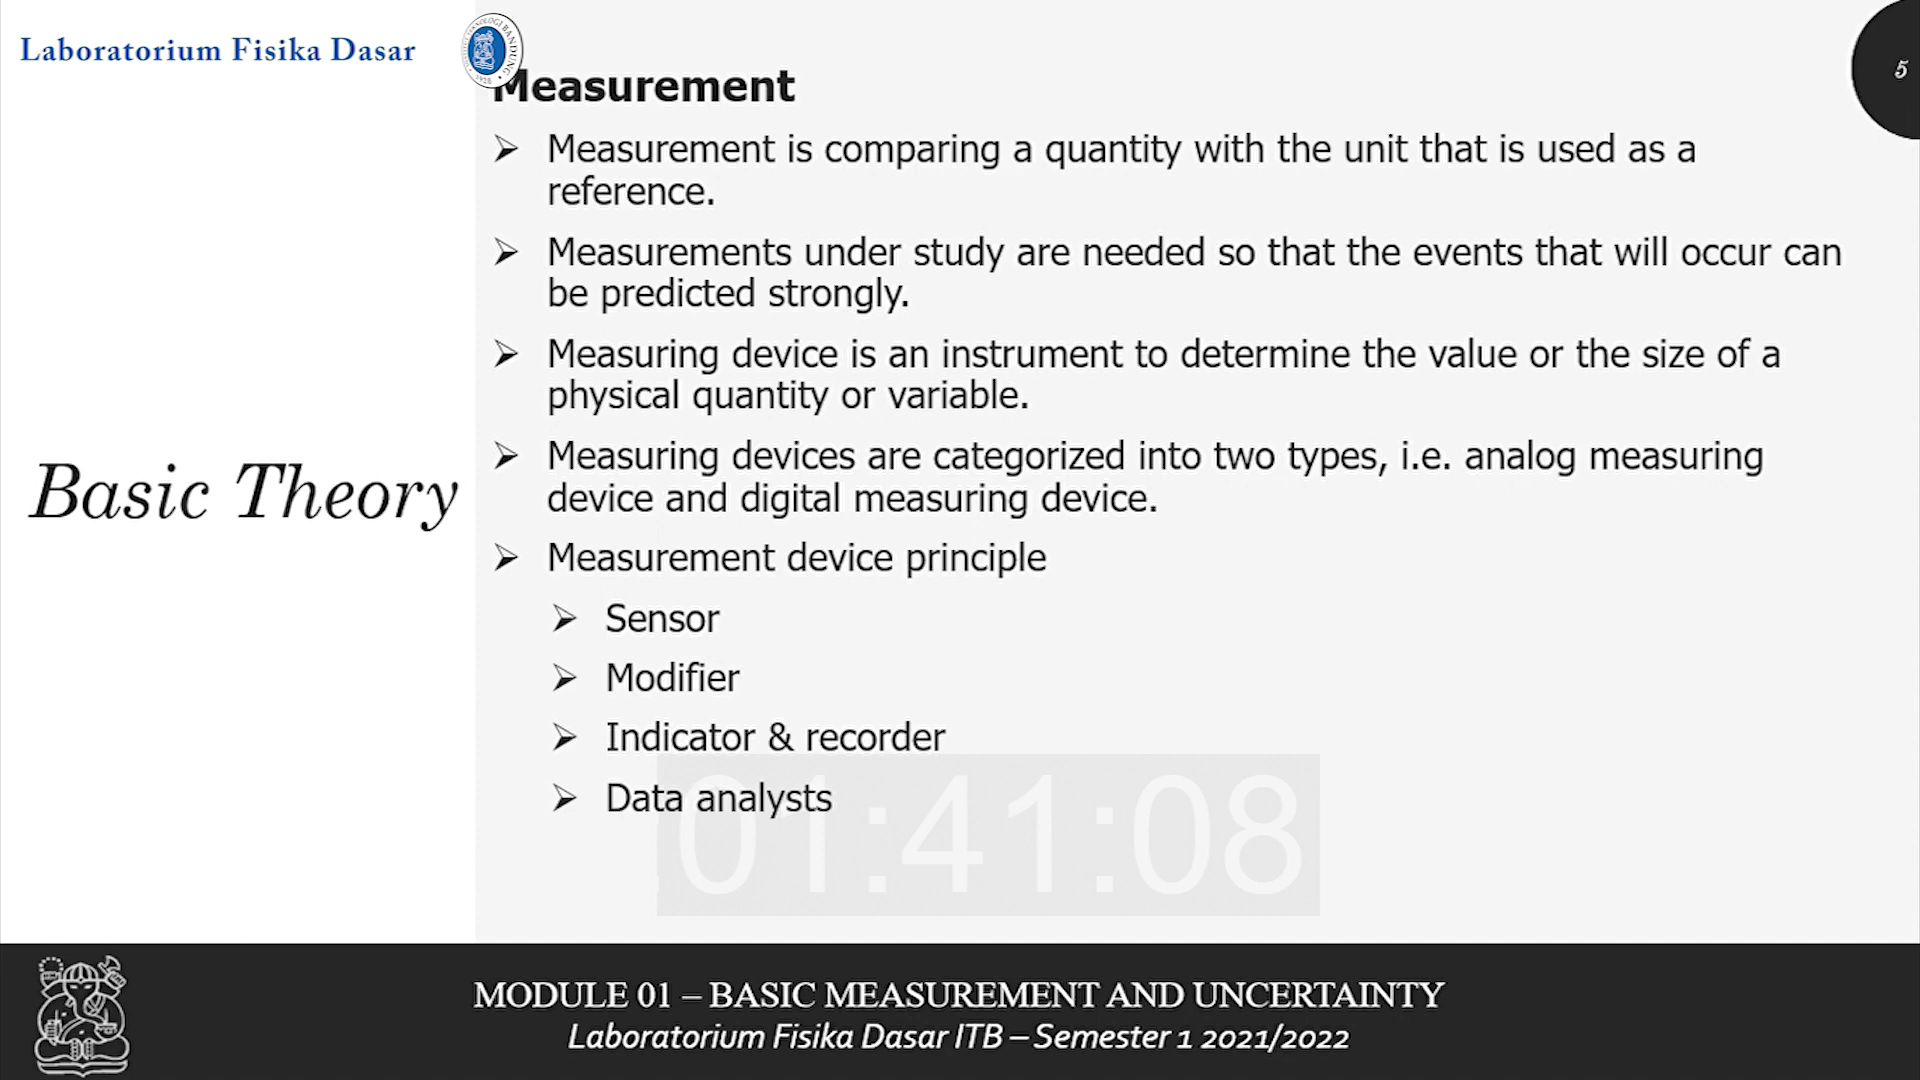 Laboratorium Fisika Dasar
5
Measurement
Measurement is comparing a quantity with the unit that is used as a
reference.
Measurements under study are needed so that the events that will occur can
be predicted strongly.
Measuring device is an instrument to determine the value or the size of a
physical quantity or variable.
Measuring devices are categorized into two types, i.e. analog measuring
device and digital measuring device.
Measurement device principle
Sensor
Modifier
Indicator & recorder
Data analysts
Basic Theory
01:41:08
MODULE 01 – BASIC MEASUREMENT AND UNCERTAINTY
Laboratorium Fisika Dasar ITB – Semester 1 2021/2022